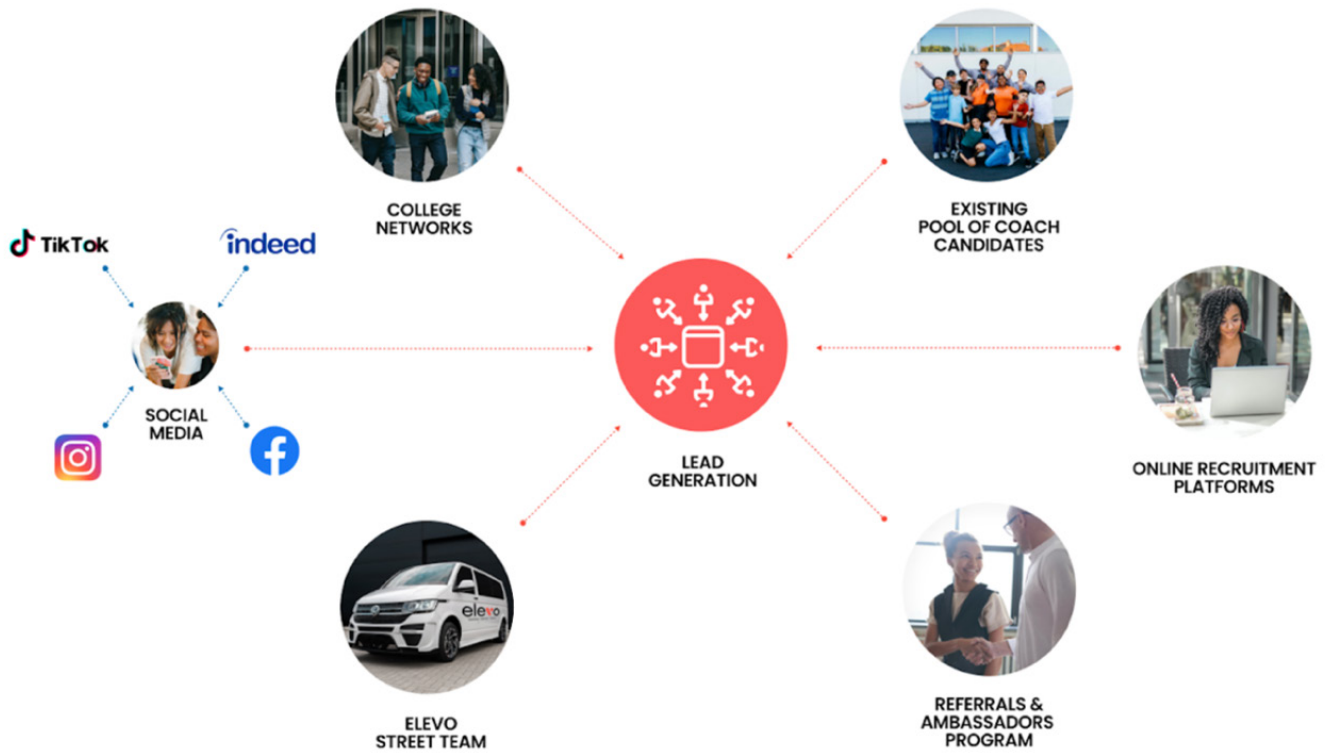 COLLEGE
NETWORKS
EXISTING
POOL OF COACH
CANDIDATES
TikTok
indeed
SOCIAL
MEDIA
LEAD
GENERATION
ONLINE RECRUITMENT
PLATFORMS
elevo
ELEVO
STREET TEAM
REFERRALS &
AMBASSADORS
PROGRAM